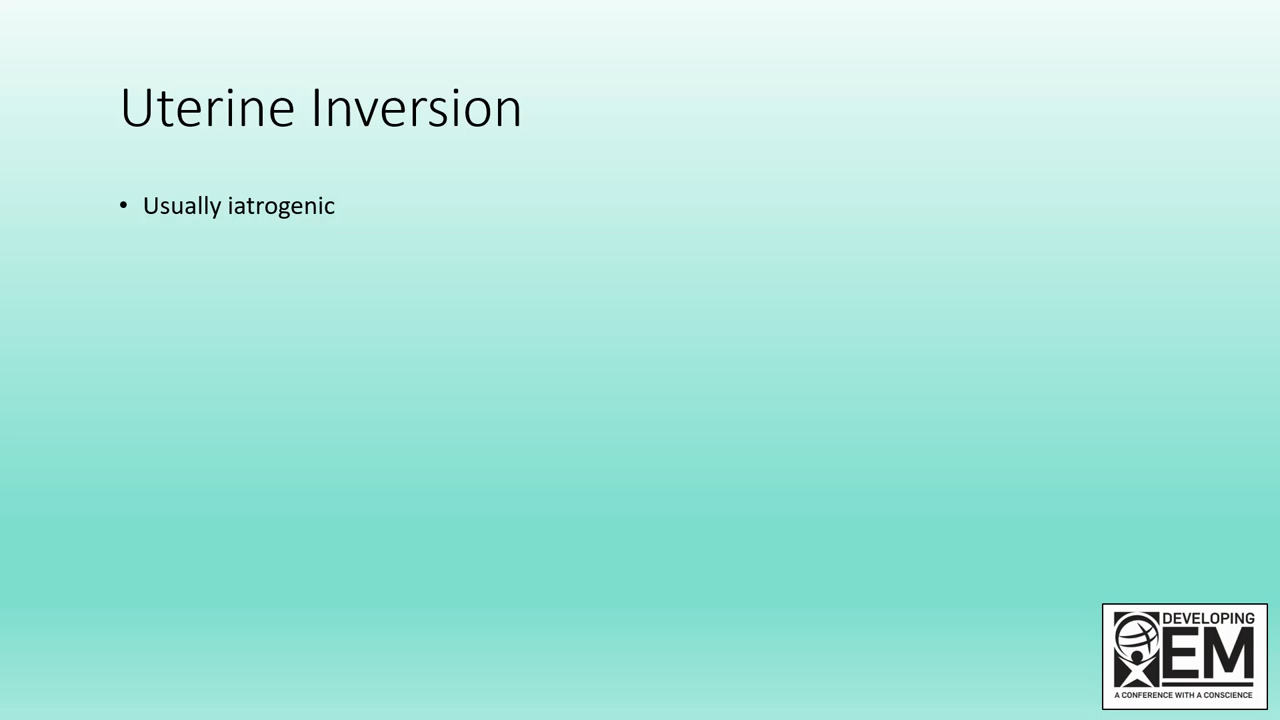 Uterine Inversion
• Usually iatrogenic
DEVELOPING
EM
A CONFERENCE WITH A CONSCIENCE